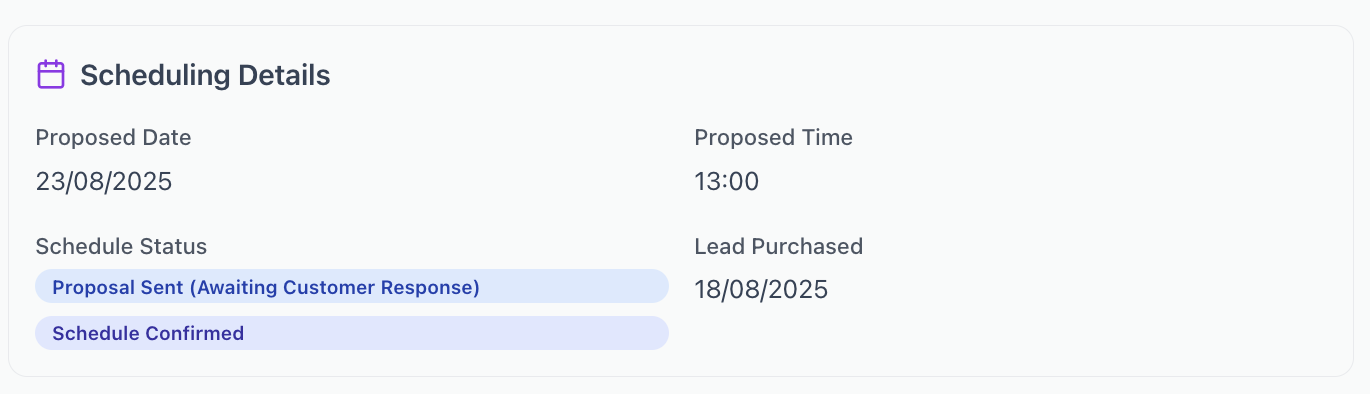 Scheduling Details
Proposed Date
23/08/2025
Proposed Time
13:00
Schedule Status
Proposal Sent (Awaiting Customer Response)
Schedule Confirmed
Lead Purchased
18/08/2025